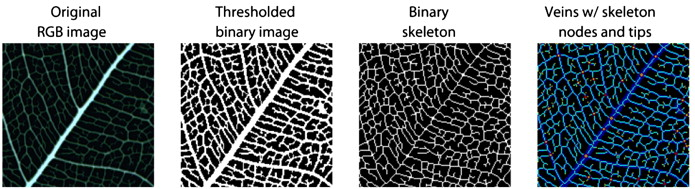 Original
RGB image
Thresholded
binary image
Binary
skeleton
Veins w/ skeleton
nodes and tips